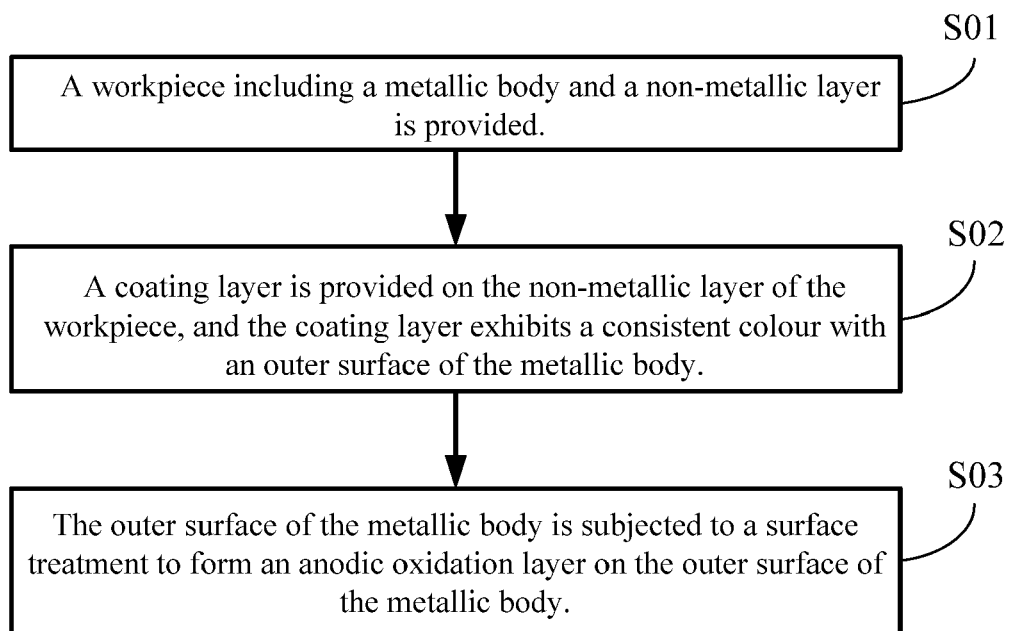 S01
A workpiece including a metallic body and a non-metallic layer
is provided.
S02
A coating layer is provided on the non-metallic layer of the
workpiece, and the coating layer exhibits a consistent colour with
an outer surface of the metallic body.
S03
The outer surface of the metallic body is subjected to a surface
treatment to form an anodic oxidation layer on the outer surface of
the metallic body.